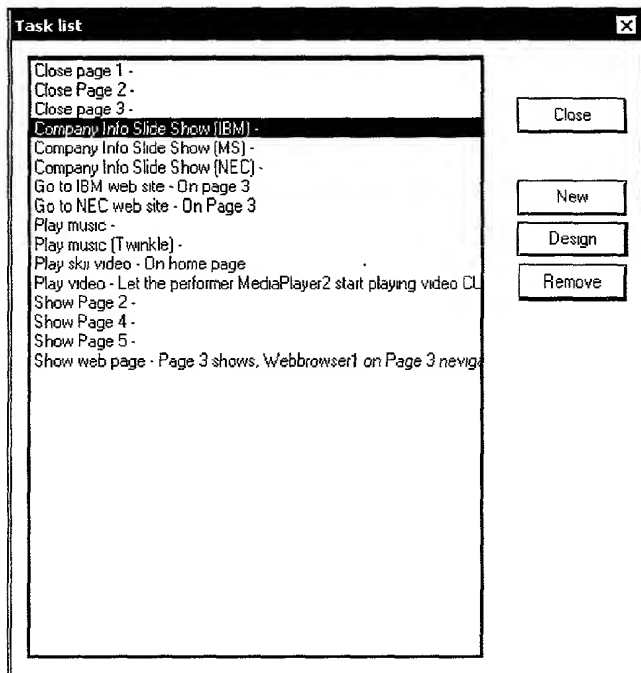 Task list
Close page 1 -
Close Page 2 -
Close page 3 -
Company Info Slide Show (IBM) -
Company Info Slide Show (MS) -
Company Info Slide Show (NEC) -
Go to IBM web site - On page 3
Go to NEC web site - On Page 3
Play music -
Play music (Twinkle) -
Play skii video - On home page
Play video - Let the performer MediaPlayer2 start playing video CL
Show Page 2 -
Show Page 4 -
Show Page 5 -
Show web page - Page 3 shows, Webbrowser1 on Page 3 neviga
Close
New
Design
Remove